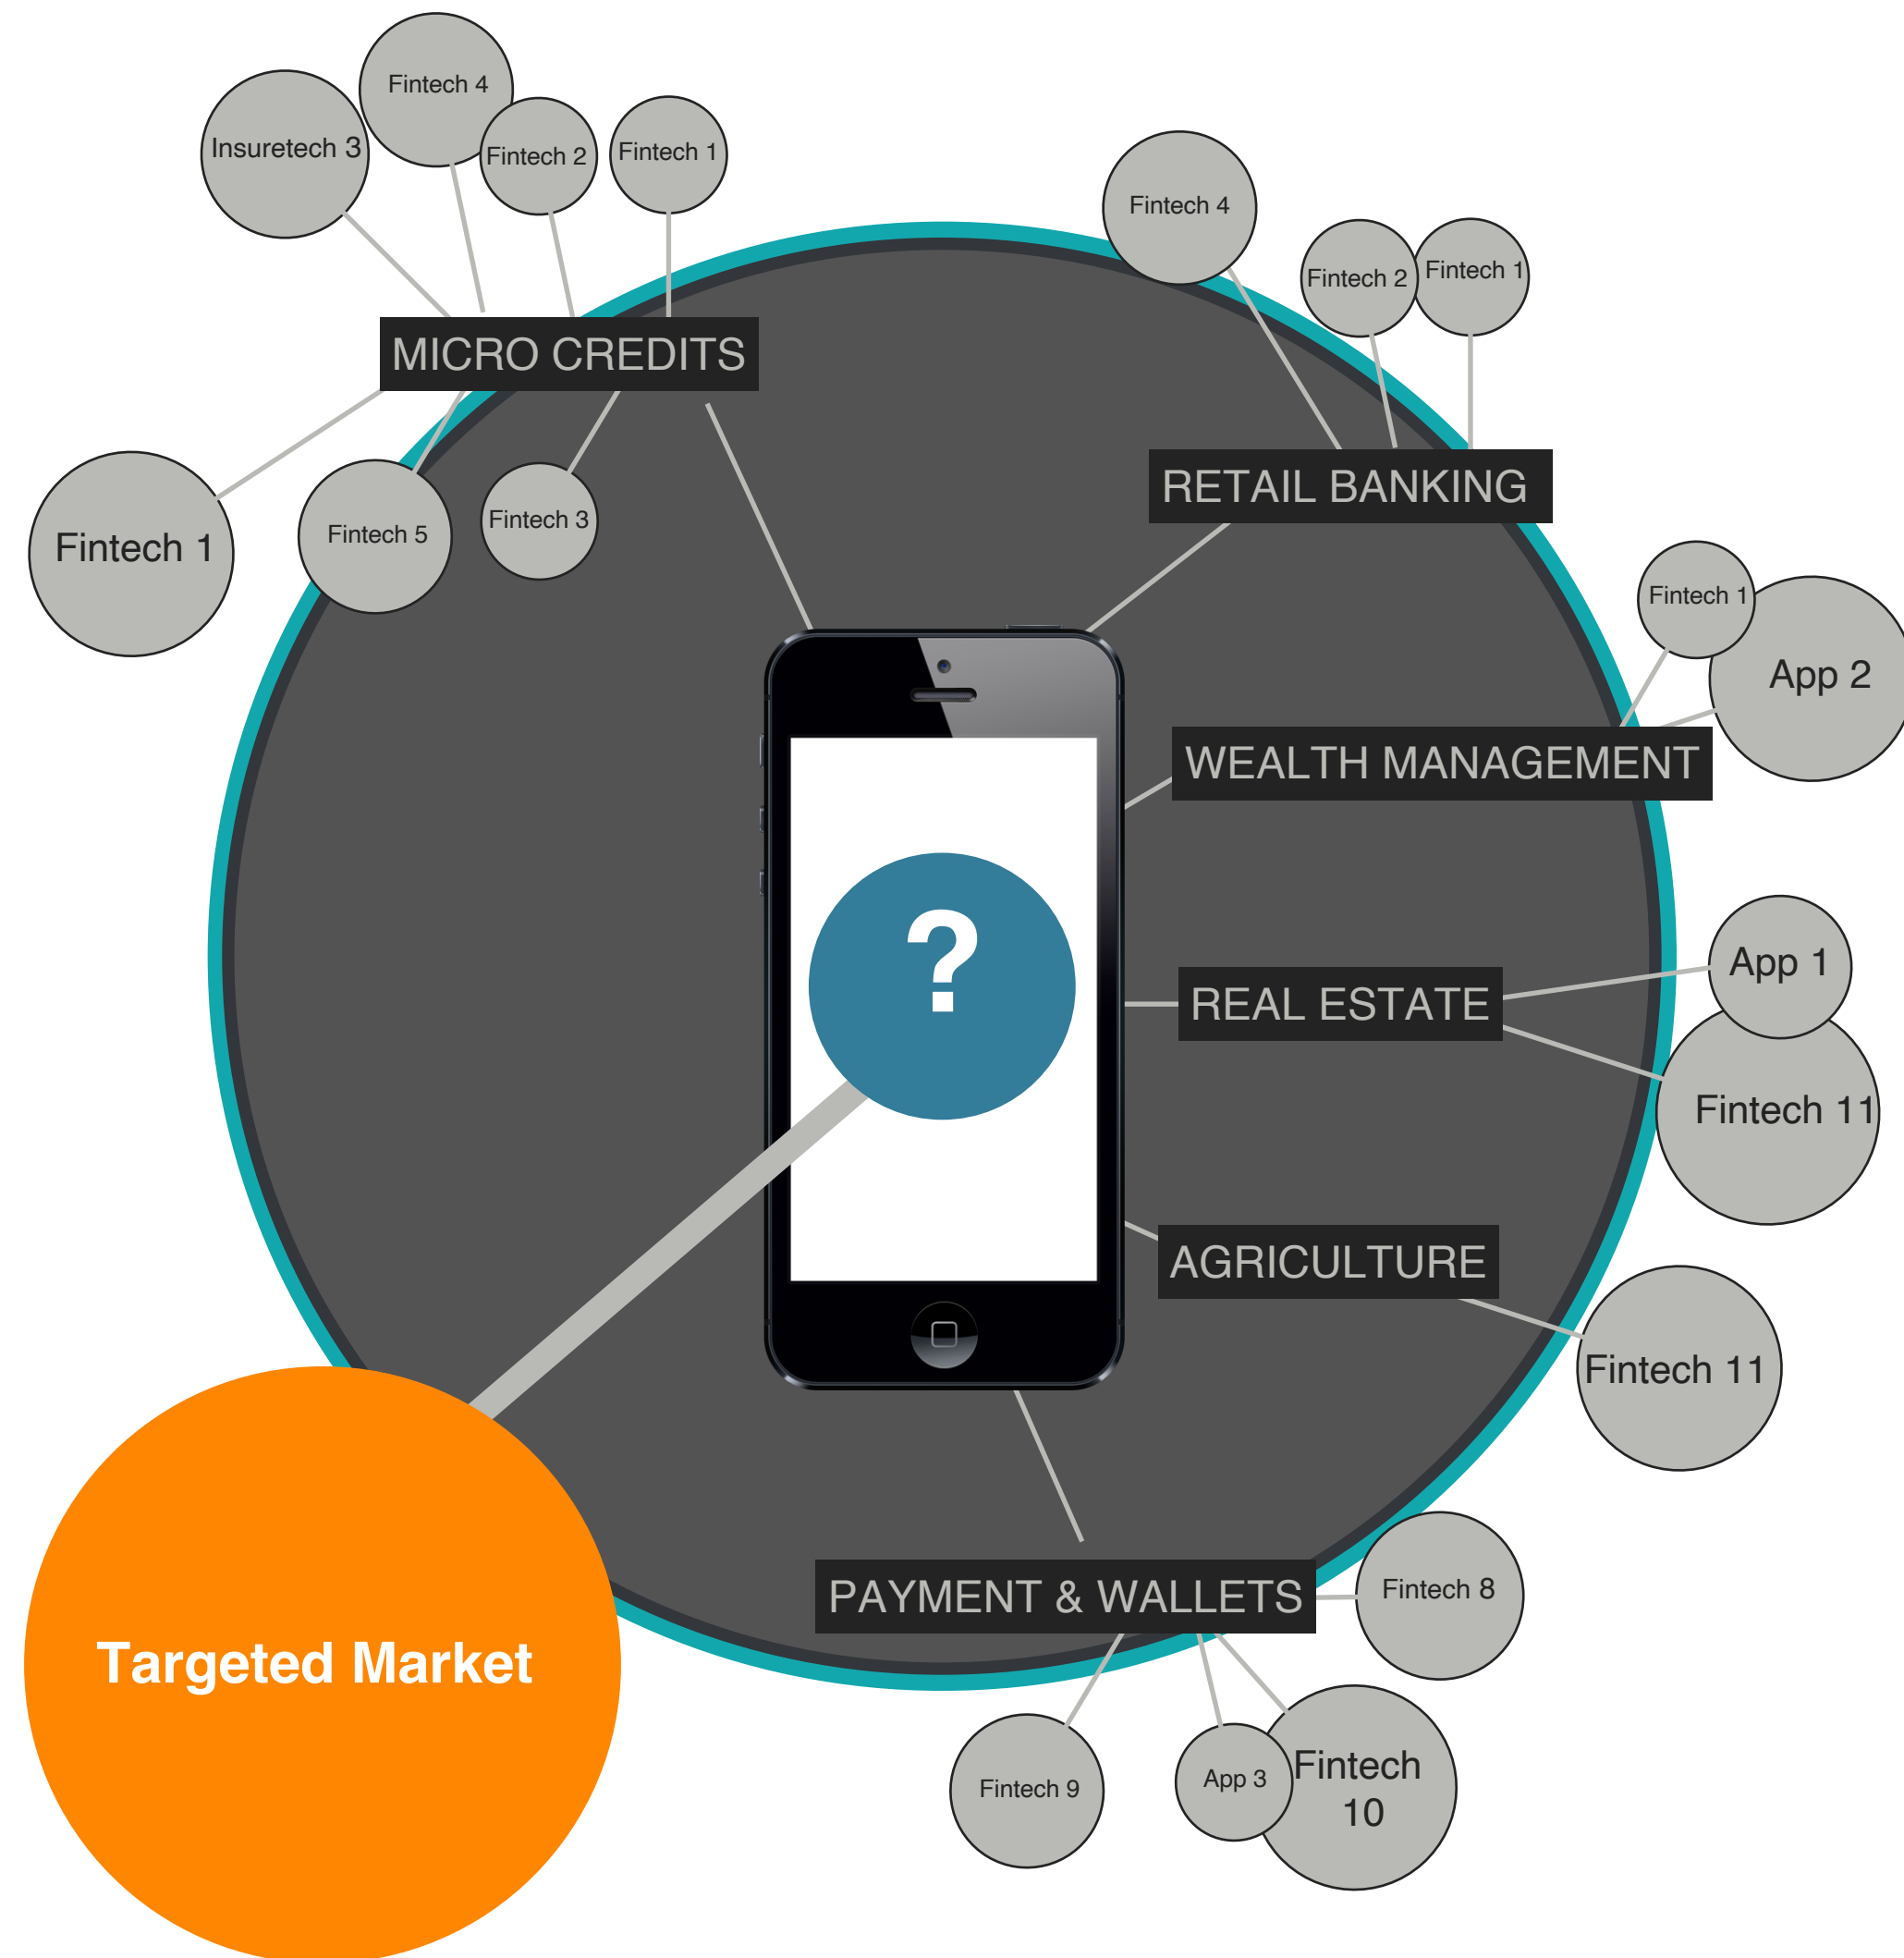 Fintech 4
Insuretech 3
Fintech 2
Fintech 1
MICRO CREDITS
Fintech 1
Fintech 5
Fintech 3
Fintech 4
Fintech 2
Fintech 1
RETAIL BANKING
Fintech 1
App 2
WEALTH MANAGEMENT
?
App 1
REAL ESTATE
Fintech 11
AGRICULTURE
Fintech 11
PAYMENT & WALLETS
Fintech 8
Fintech 9
App 3
Fintech
10
Targeted Market